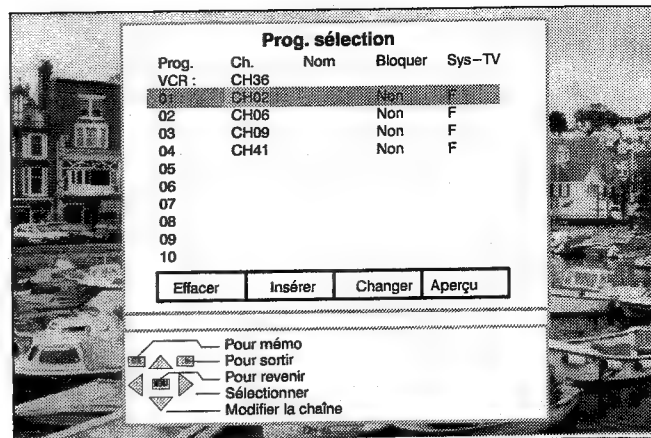 Prog. sélection
Prog. Ch. Nom Bloquer Sys-TV
VCR : CH36
01 CH02 Non F
02 CH06 Non F
03 CH09 Non F
04 CH41 Non F
05
06
07
08
09
10
Effacer Insérer Changer Aperçu
Pour mémo
Pour sortir
Pour revenir
Sélectionner
Modifier la chaîne